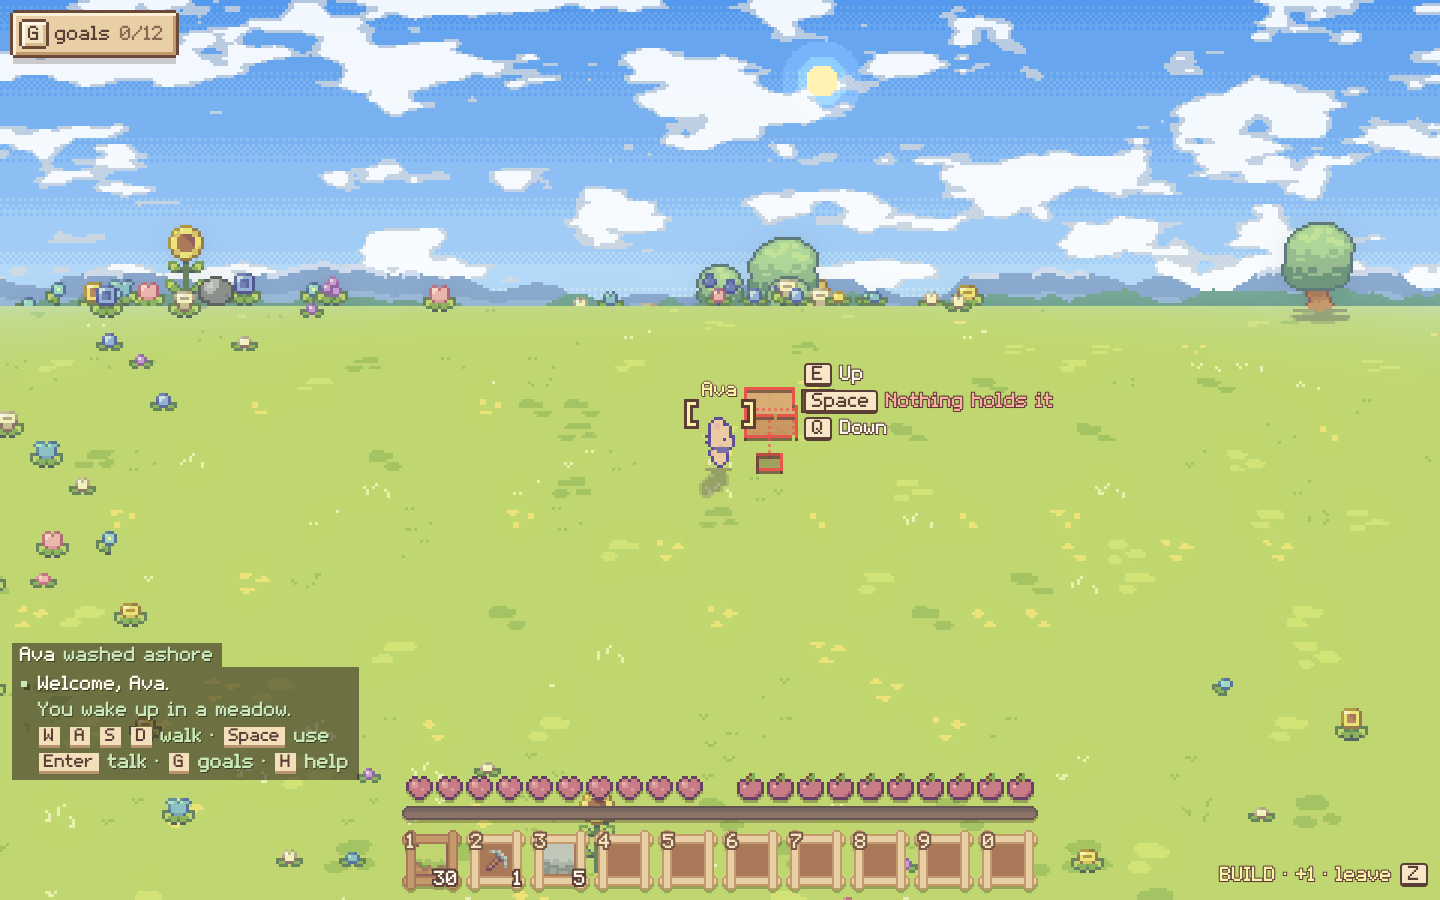 G goals 0/12
Ava
E Up
Space Nothing holds it
Q Down
Ava washed ashore
Welcome, Ava.
You wake up in a meadow.
W A S D walk · Space use
Enter talk · G goals · H help
1 2 3 4 5 6 7 8 9 0
30 1 5
BUILD · +1 · leave Z